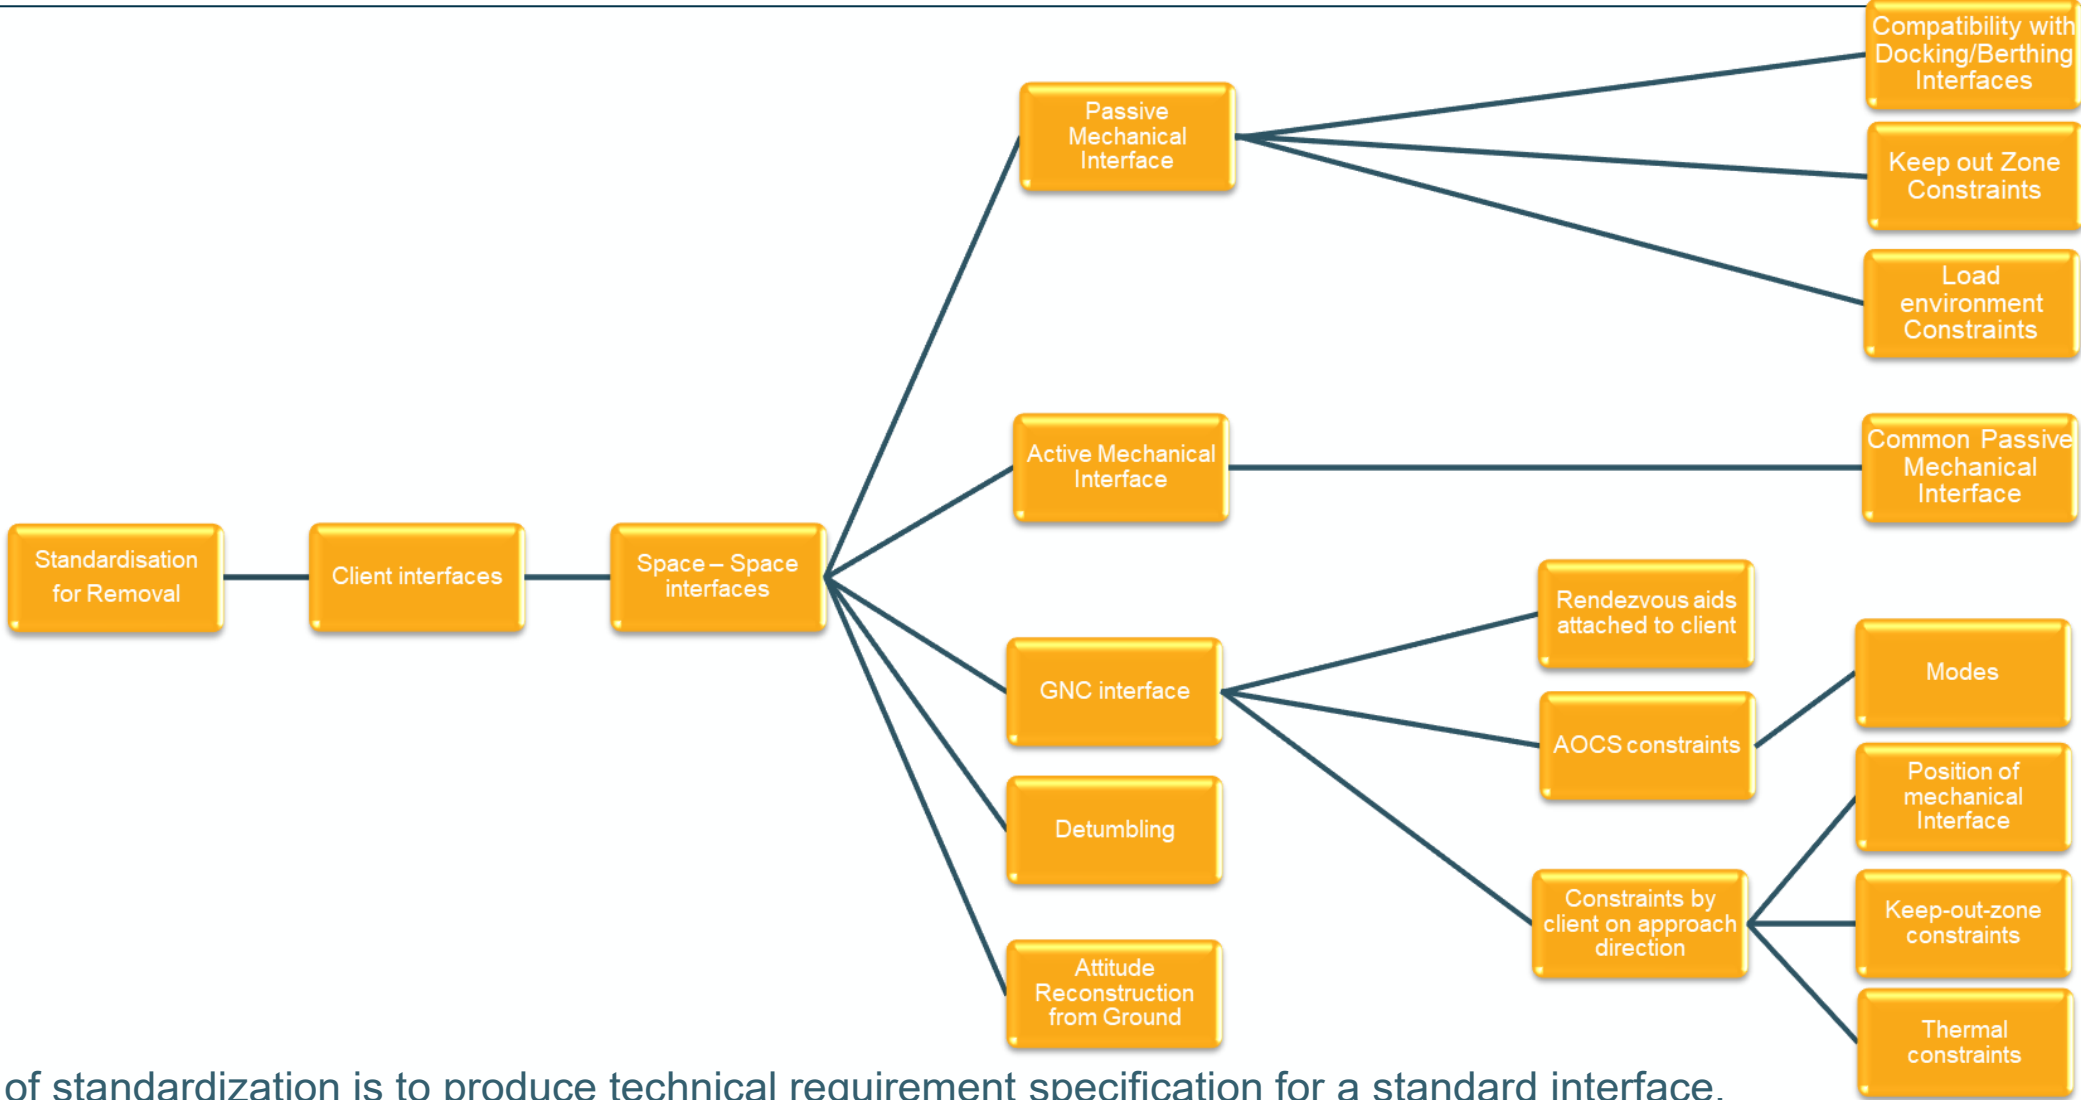 Compatibility with
Docking/Berthing
Interfaces
Passive
Mechanical
Interface
Keep out Zone
Constraints
Load
environment
Constraints
Active Mechanical
Interface
Common Passive
Mechanical
Interface
Standardisation
for Removal
Client interfaces
Space – Space
interfaces
Rendezvous aids
attached to client
GNC interface
AOCS constraints
Modes
Position of
mechanical
Interface
Detumbling
Constraints by
client on approach
direction
Keep-out-zone
constraints
Attitude
Reconstruction
from Ground
Thermal
constraints
of standardization is to produce technical requirement specification for a standard interface.